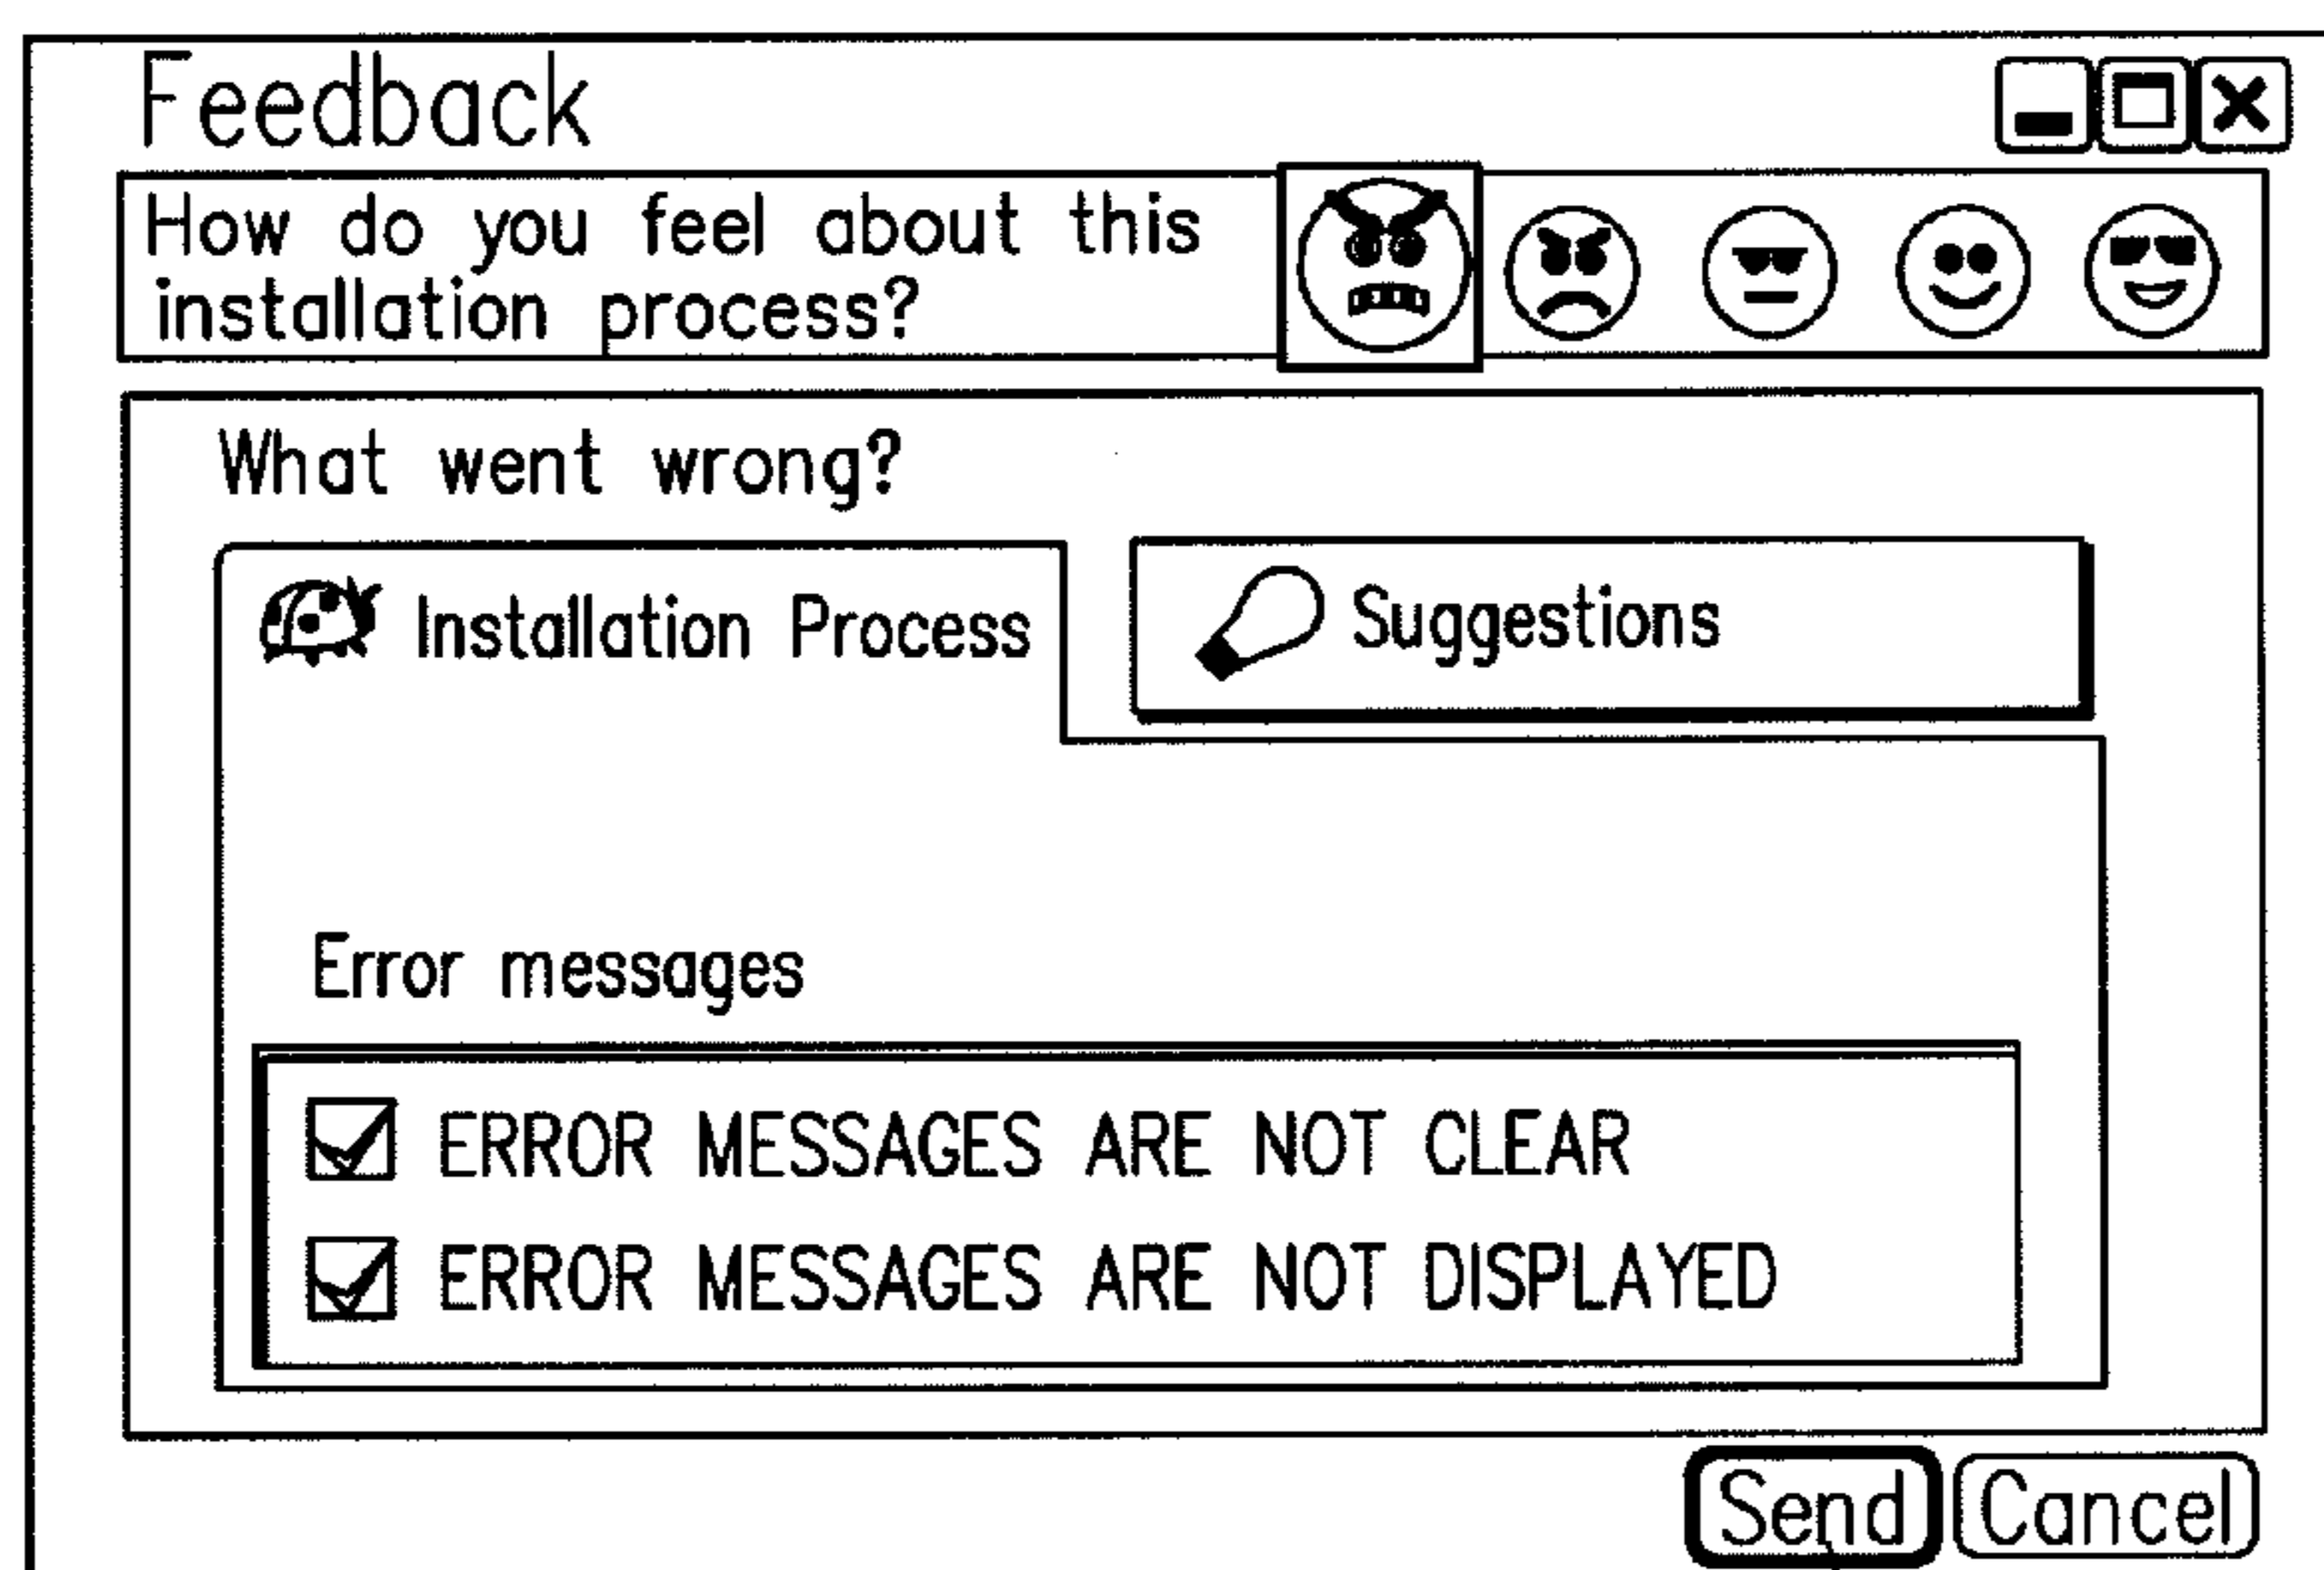 Feedback
How do you feel about this
installation process?
What went wrong?
Installation Process
Suggestions
Error messages
ERROR MESSAGES ARE NOT CLEAR
ERROR MESSAGES ARE NOT DISPLAYED
Send Cancel